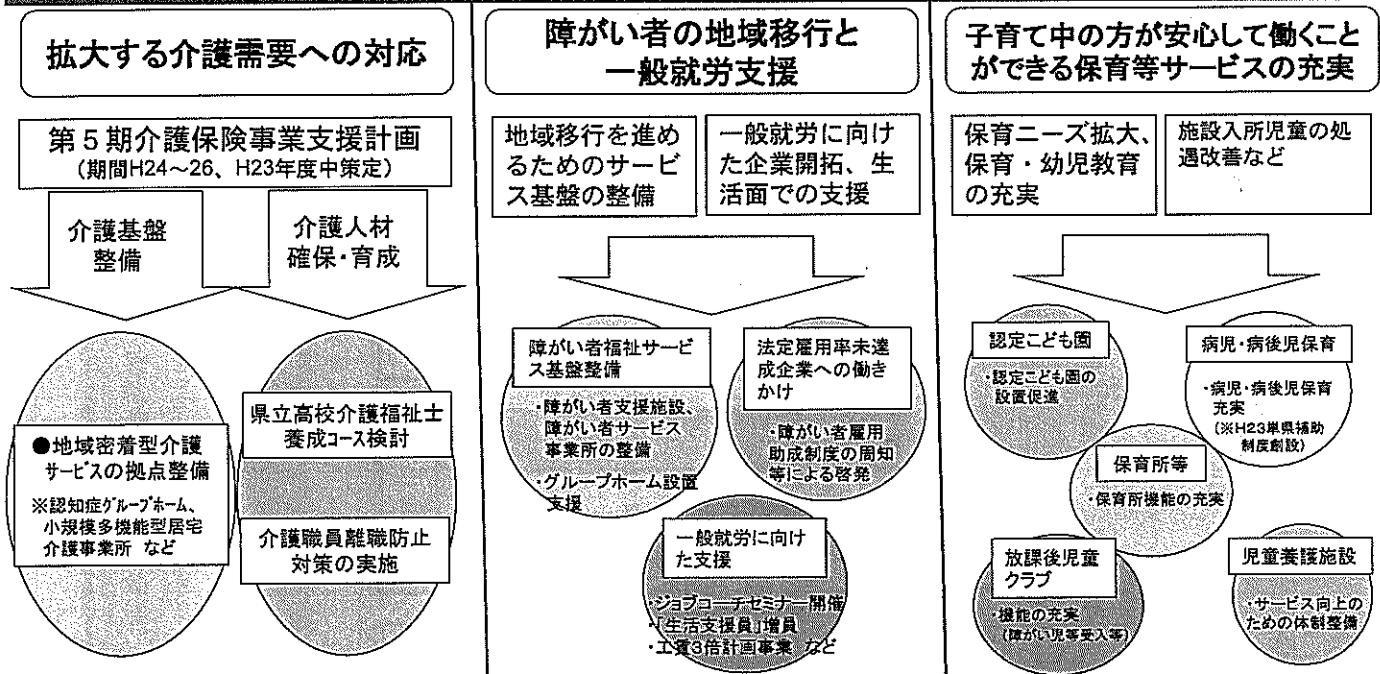 拡大する介護需要への対応
第5期介護保険事業支援計画
(期間H24～26、H23年度中策定)
介護基盤
整備
介護人材
確保・育成
●地域密着型介護
サービスの拠点整備
※認知症グループホーム、
小規模多機能型居宅
介護事業所 など
県立高校介護福祉士
養成コース検討
介護職員離職防止
対策の実施
障がい者の地域移行と
一般就労支援
地域移行を進め
るためのサービ
ス基盤の整備
一般就労に向け
た企業開拓、生
活面での支援
障がい者福祉サービ
ス基盤整備
・障がい者支援施設、
障がい者サービス
事業所の整備
・グループホーム設置
支援
法定雇用率未達
成企業への働き
かけ
・障がい者雇用
助成制度の周知
等による啓発
一般就労に向け
た支援
・ジョブコーチセミナー開催
・「生活支援員」増員
・工賃3倍計画事業 など
子育て中の方が安心して働くこと
ができる保育等サービスの充実
保育ニーズ拡大、
保育・幼児教育
の充実
施設入所児童の処
遇改善など
認定こども園
・認定こども園の
設置促進
病児・病後児保育
・病児・病後児保育
充実
(※H23単県補助
制度創設)
保育所等
・保育所機能の充実
放課後児童
クラブ
・機能の充実
(障がい児等受入等)
児童養護施設
・サービス向上の
ための体制整備